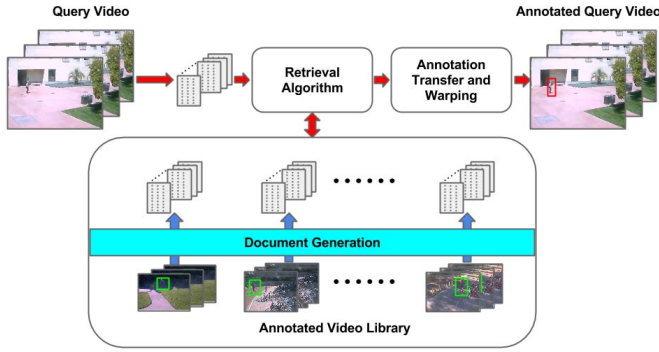 Query Video
Annotated Query Video
Retrieval
Algorithm
Annotation
Transfer and
Warping
Document Generation
Annotated Video Library